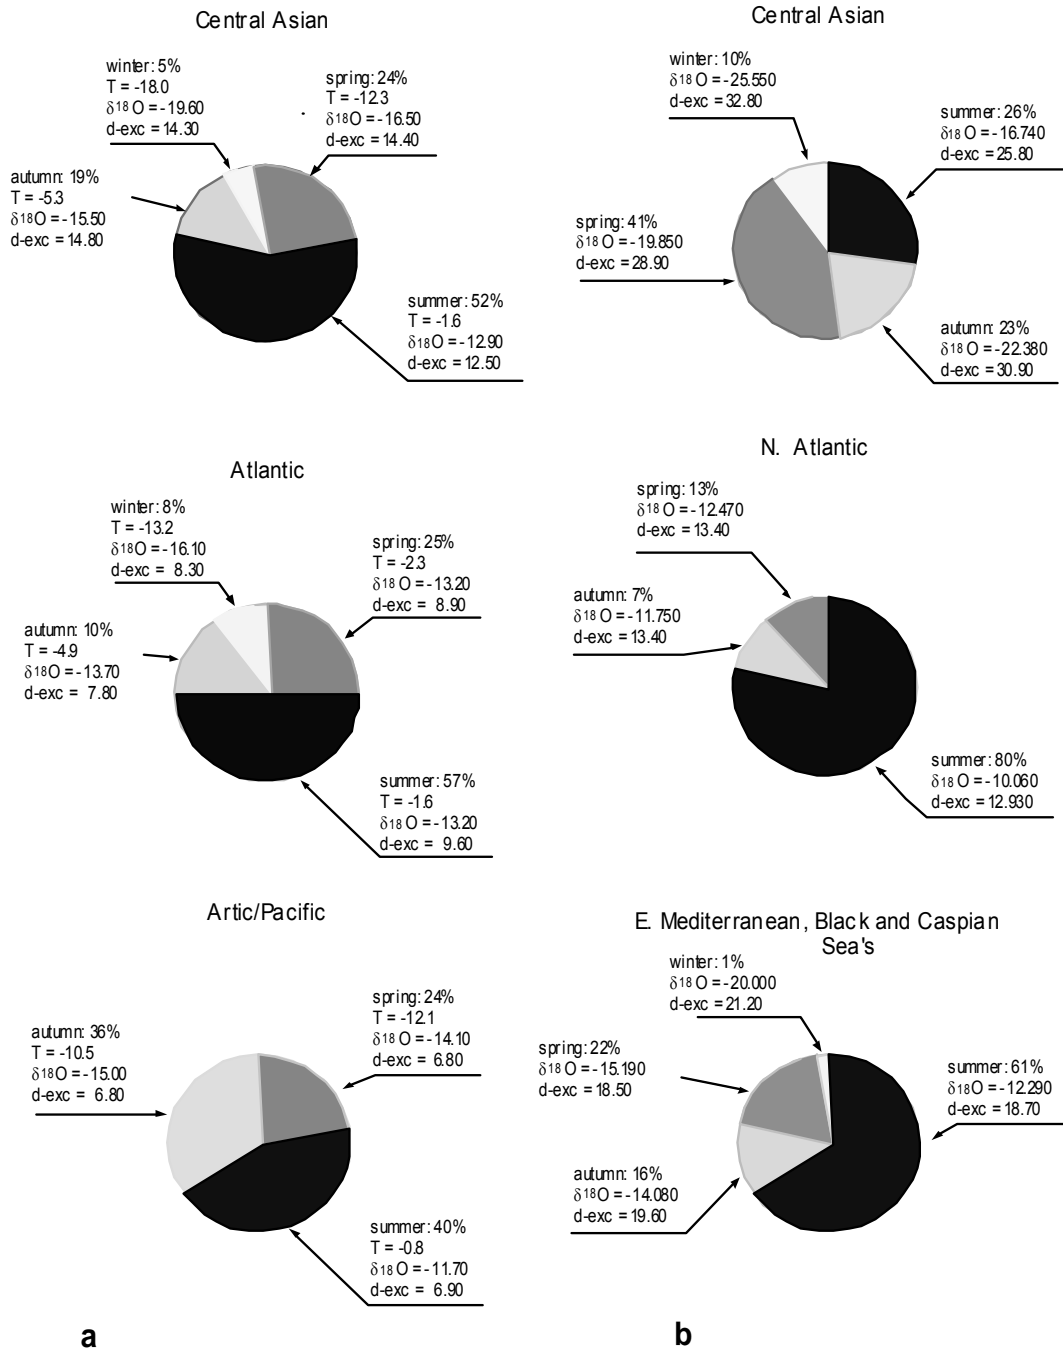 Central Asian
winter: 5%
T = -18.0
δ18O = -19.60
d-exc = 14.30
spring: 24%
T = -12.3
δ18O = -16.50
d-exc = 14.40
autumn: 19%
T = -5.3
δ18O = -15.50
d-exc = 14.80
summer: 52%
T = -1.6
δ18O = -12.90
d-exc = 12.50
Atlantic
winter: 8%
T = -13.2
δ18O = -16.10
d-exc = 8.30
spring: 25%
T = -2.3
δ18O = -13.20
d-exc = 8.90
autumn: 10%
T = -4.9
δ18O = -13.70
d-exc = 7.80
summer: 57%
T = -1.6
δ18O = -13.20
d-exc = 9.60
Artic/Pacific
spring: 24%
T = -12.1
δ18O = -14.10
d-exc = 6.80
autumn: 36%
T = -10.5
δ18O = -15.00
d-exc = 6.80
summer: 40%
T = -0.8
δ18O = -11.70
d-exc = 6.90
a
Central Asian
winter: 10%
δ18O = -25.550
d-exc = 32.80
summer: 26%
δ18O = -16.740
d-exc = 25.80
spring: 41%
δ18O = -19.850
d-exc = 28.90
autumn: 23%
δ18O = -22.380
d-exc = 30.90
N. Atlantic
spring: 13%
δ18O = -12.470
d-exc = 13.40
autumn: 7%
δ18O = -11.750
d-exc = 13.40
summer: 80%
δ18O = -10.060
d-exc = 12.930
E. Mediterranean, Black and Caspian
Sea's
winter: 1%
δ18O = -20.000
d-exc = 21.20
spring: 22%
δ18O = -15.190
d-exc = 18.50
summer: 61%
δ18O = -12.290
d-exc = 18.70
autumn: 16%
δ18O = -14.080
d-exc = 19.60
b